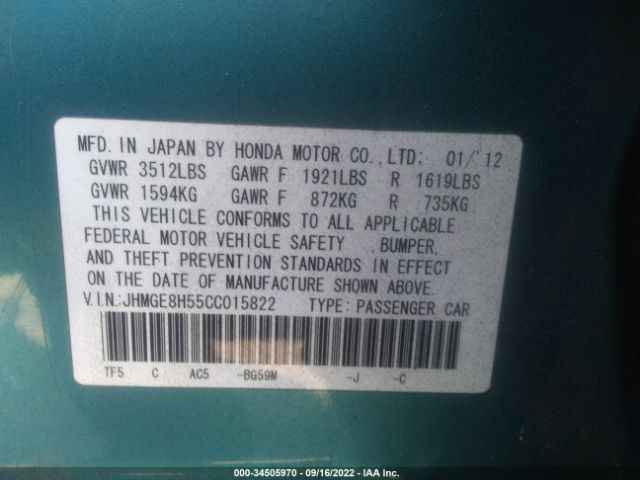 MFD. IN JAPAN BY HONDA MOTOR CO., LTD: 01/'12
GVWR 3512LBS GAWR F 1921LBS R 1619LBS
GVWR 1594KG GAWR F 872KG R 735KG
THIS VEHICLE CONFORMS TO ALL APPLICABLE
FEDERAL MOTOR VEHICLE SAFETY ,BUMPER,
AND THEFT PREVENTION STANDARDS IN EFFECT
ON THE DATE OF MANUFACTURE SHOWN ABOVE.
V.I.N.:JHMGE8H55CC015822 TYPE: PASSENGER CAR
TF5 C AC5 -BG59M -J -C
000-34505970 - 09/16/2022 - IAA Inc.